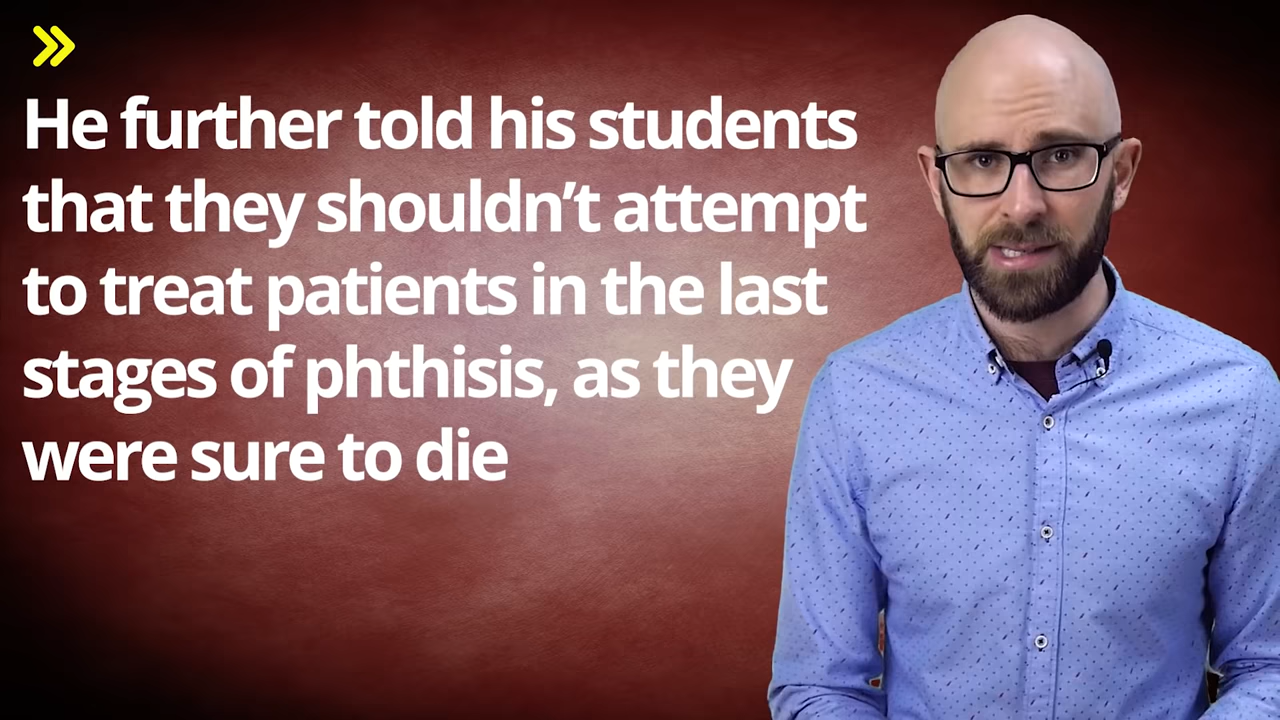 He further told his students
that they shouldn’t attempt
to treat patients in the last
stages of phthisis, as they
were sure to die